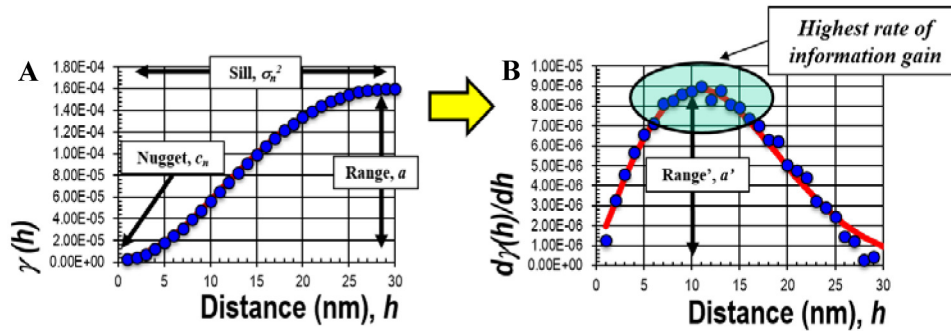 Highest rate of
information gain
A
1.80E-04
1.60E-04
1.40E-04
1.20E-04
1.00E-04
8.00E-05
6.00E-05
4.00E-05
2.00E-05
0.00E+00
γ(h)
Sill, σn²
Nugget, cn
Range, a
0 5 10 15 20 25 30
Distance (nm), h
B
1.00E-05
9.00E-06
8.00E-06
7.00E-06
6.00E-06
5.00E-06
4.00E-06
3.00E-06
2.00E-06
1.00E-06
0.00E+00
dγ(h)/dh
Range’, a’
0 5 10 15 20 25 30
Distance (nm), h